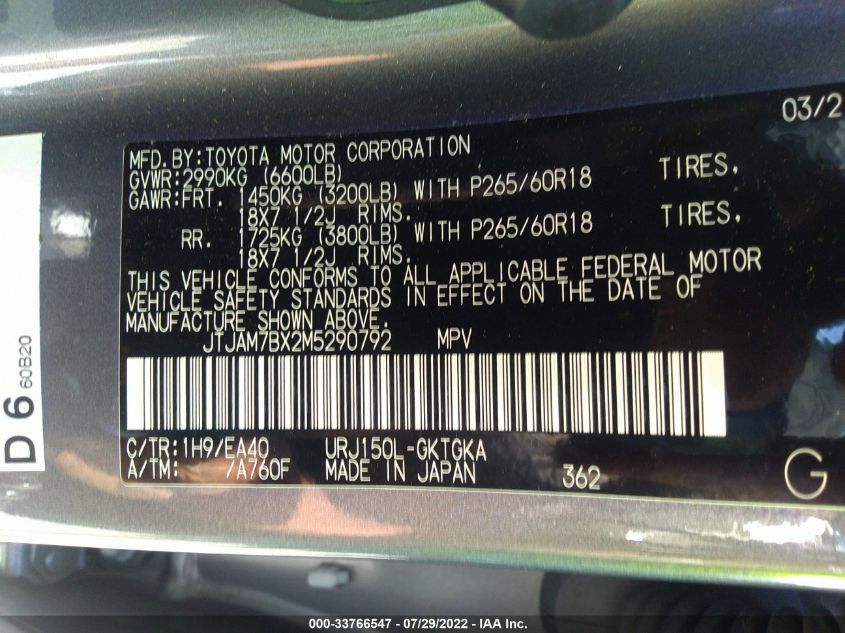 03/2
MFD. BY: TOYOTA MOTOR CORPORATION
GVWR: 2990KG (6600LB)
GAWR: FRT. 1450KG (3200LB) WITH P265/60R18 TIRES,
18X7 1/2J RIMS.
RR. 1725KG (3800LB) WITH P265/60R18 TIRES,
18X7 1/2J RIMS.
THIS VEHICLE CONFORMS TO ALL APPLICABLE FEDERAL MOTOR
VEHICLE SAFETY STANDARDS IN EFFECT ON THE DATE OF
MANUFACTURE SHOWN ABOVE.
JTJAM7BX2M5290792 MPV
C/TR: 1H9/EA40 URJ150L-GKTGKA
A/TM: /A760F MADE IN JAPAN 362
G
D 6 60B20
000-33766547 - 07/29/2022 - IAA Inc.